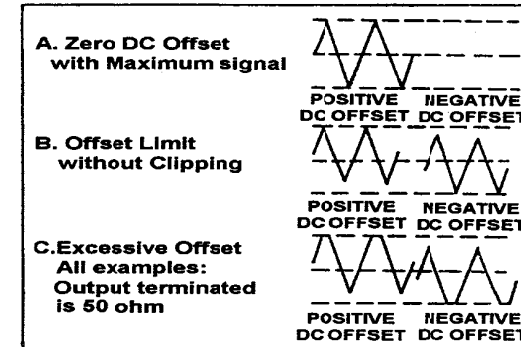 A. Zero DC Offset
with Maximum signal
POSITIVE NEGATIVE
DC OFFSET DC OFFSET
B. Offset Limit
without Clipping
POSITIVE NEGATIVE
DC OFFSET DC OFFSET
C.Excessive Offset
All examples:
Output terminated
is 50 ohm
POSITIVE NEGATIVE
DC OFFSET DC OFFSET